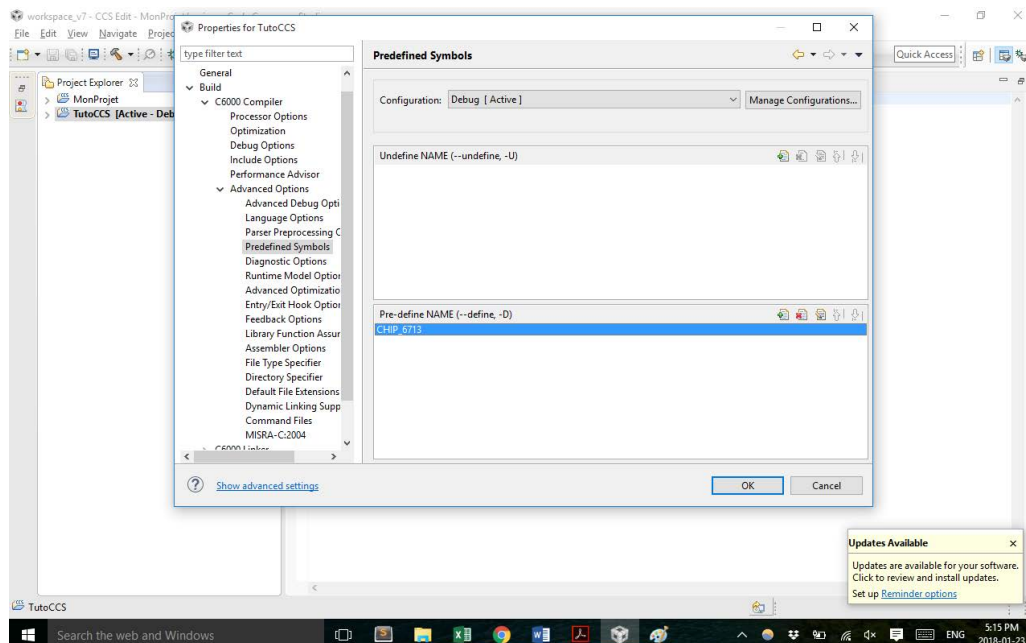 workspace_v7 - CCS Edit - MonPro
Properties for TutoCCS
File Edit View Navigate Projec
Quick Access
type filter text
Predefined Symbols
Project Explorer
MonProjet
TutoCCS [Active - Deb
General
Build
C6000 Compiler
Processor Options
Optimization
Debug Options
Include Options
Performance Advisor
Advanced Options
Advanced Debug Opti
Language Options
Parser Preprocessing C
Predefined Symbols
Diagnostic Options
Runtime Model Option
Advanced Optimizatio
Entry/Exit Hook Option
Feedback Options
Library Function Assur
Assembler Options
File Type Specifier
Directory Specifier
Default File Extensions
Dynamic Linking Supp
Command Files
MISRA-C:2004
C6000 Linker
Configuration: Debug [ Active ]
Manage Configurations...
Undefine NAME (--undefine, -U)
Pre-define NAME (--define, -D)
CHIP_6713
Show advanced settings
OK
Cancel
Updates Available
Updates are available for your software.
Click to review and install updates.
Set up Reminder options
TutoCCS
Search the web and Windows
ENG
5:15 PM
2018-01-23